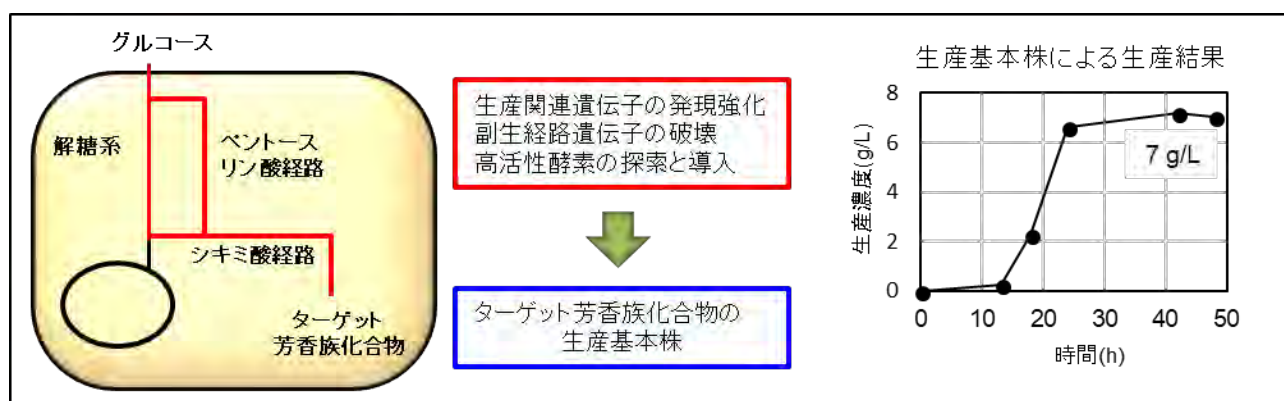 グルコース
解糖系
ペントース
リン酸経路
シキミ酸経路
ターゲット
芳香族化合物
生産関連遺伝子の発現強化
副生経路遺伝子の破壊
高活性酵素の探索と導入
ターゲット芳香族化合物の
生産基本株
生産基本株による生産結果
生産濃度(g/L)
8
6
4
2
0
7 g/L
0 10 20 30 40 50
時間(h)